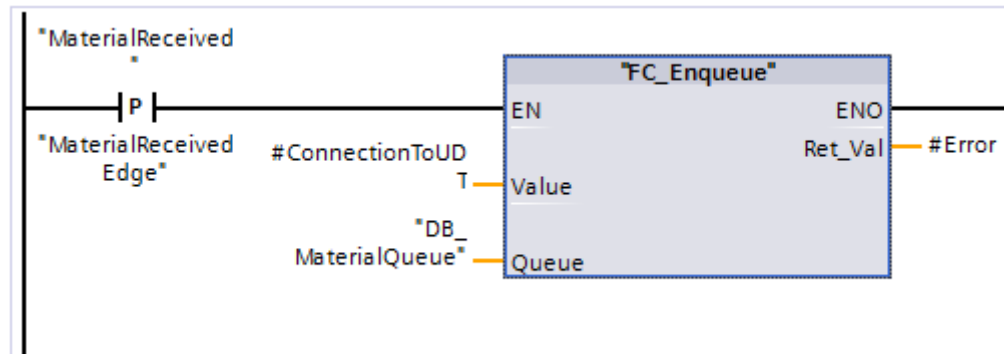 "MaterialReceived
"
P
"MaterialReceived
Edge"
"FC_Enqueue"
EN
ENO
Ret_Val
#Error
#ConnectionToUD
T
Value
"DB_
MaterialQueue"
Queue